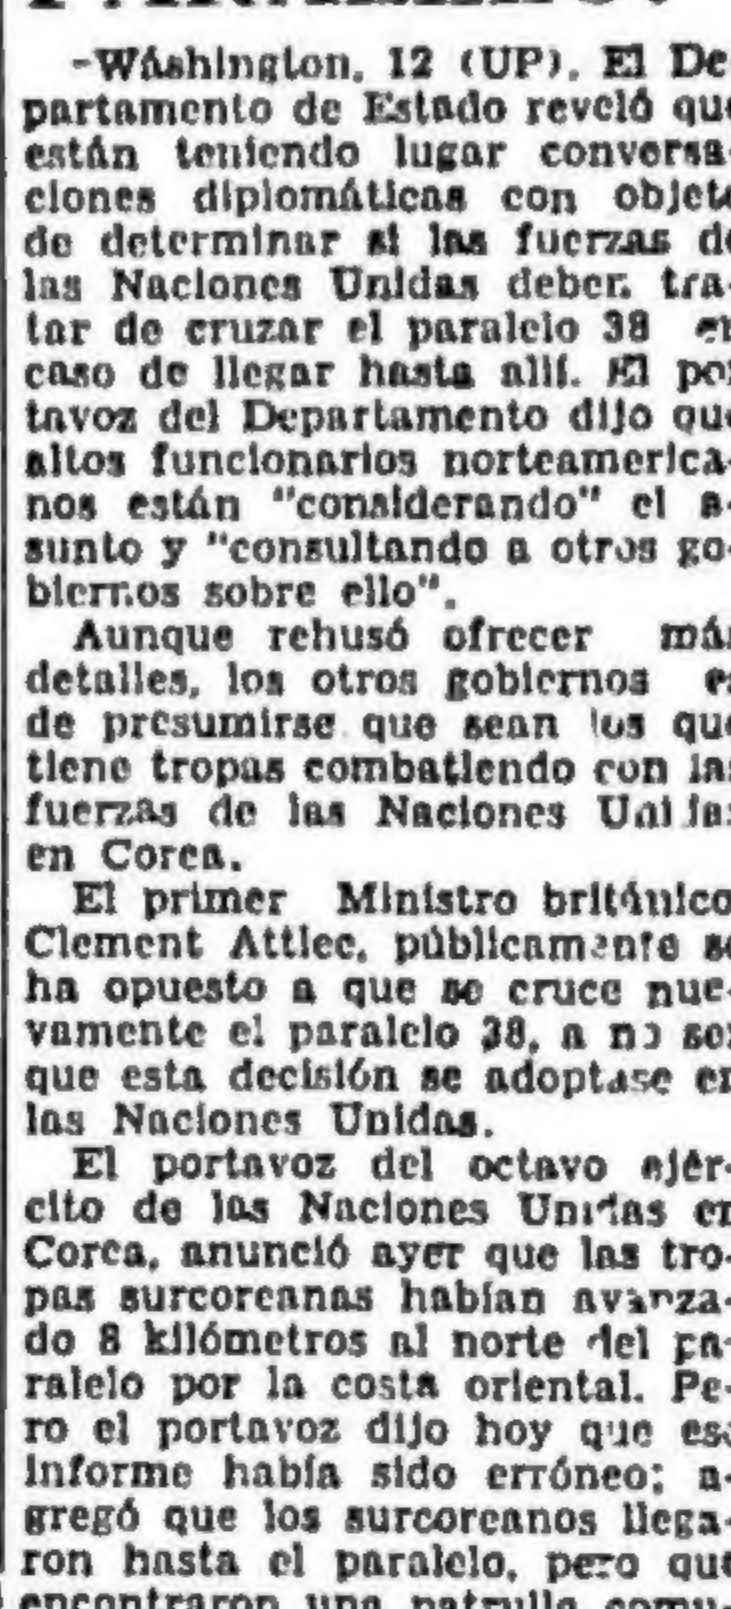 -Wáshington, 12 (UP). El De-
partamento de Estado reveló que
están teniendo lugar conversa-
ciones diplomáticas con objeto
de determinar si las fuerzas de
las Naciones Unidas deben tra-
tar de cruzar el paralelo 38 en
caso de llegar hasta allí. El por
tavoz del Departamento dijo que
altos funcionarios norteamerica-
nos están "considerando" el a-
sunto y "consultando a otros go-
biernos sobre ello".
Aunque rehusó ofrecer más
detalles, los otros gobiernos es
de presumirse que sean los que
tiene tropas combatiendo con las
fuerzas de las Naciones Unidas
en Corea.
El primer Ministro británico
Clement Attlee, públicamente se
ha opuesto a que se cruce nue-
vamente el paralelo 38, a no ser
que esta decisión se adoptase en
las Naciones Unidas.
El portavoz del octavo ejér-
cito de las Naciones Unidas en
Corea, anunció ayer que las tro-
pas surcoreanas habían avanza-
do 8 kilómetros al norte del pa-
ralelo por la costa oriental. Pe-
ro el portavoz dijo hoy que ese
informe había sido erróneo; a-
gregó que los surcoreanos llega-
ron hasta el paralelo, pero que
encontraron una patrulla comu-